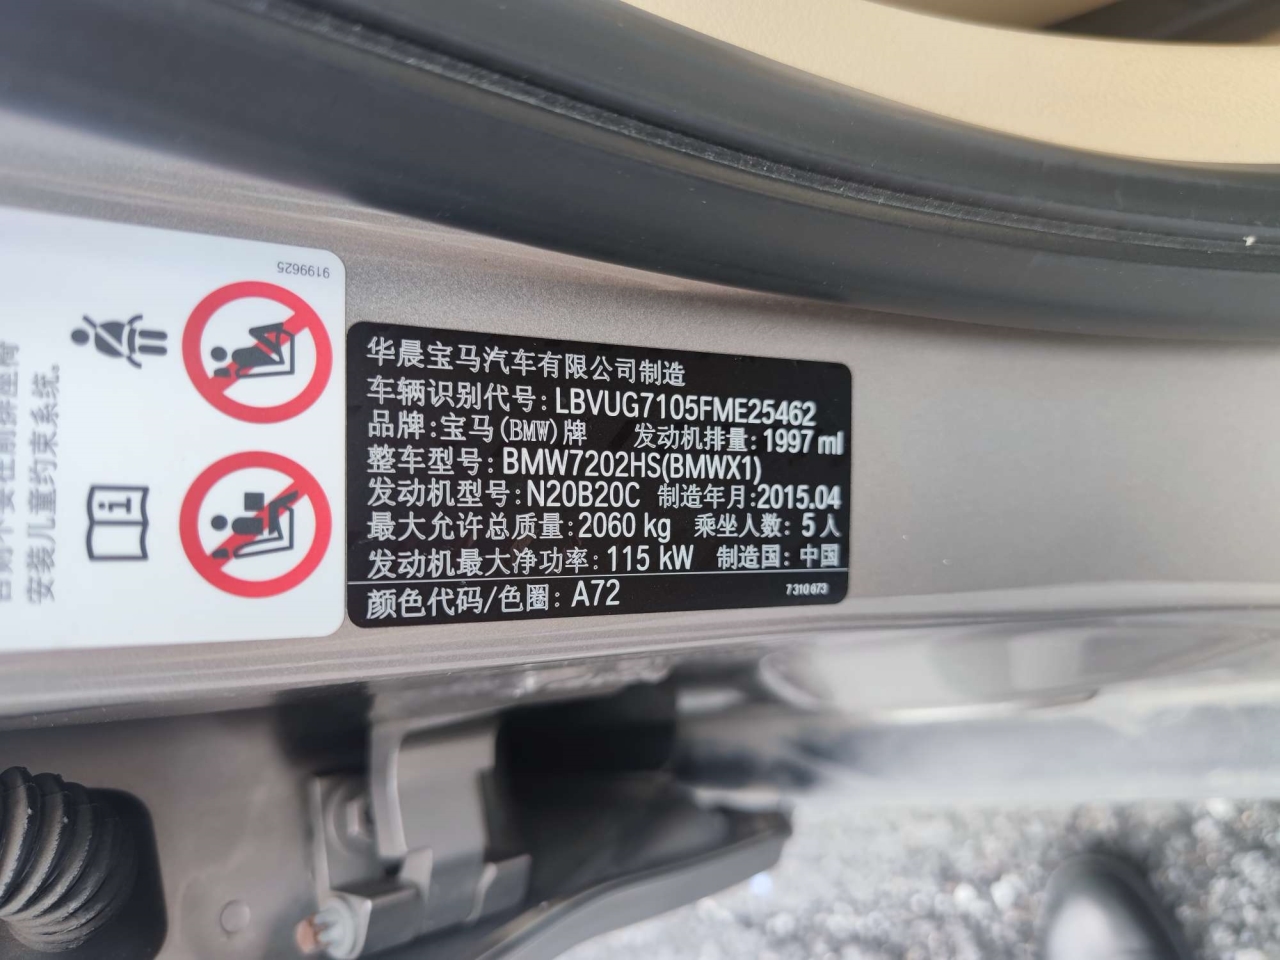 9199625
安装儿童约束系统。
华晨宝马汽车有限公司制造
车辆识别代号: LBVUG7105FME25462
品牌: 宝马(BMW)牌 发动机排量: 1997 ml
整车型号: BMW7202HS(BMWX1)
发动机型号: N20B20C 制造年月: 2015.04
最大允许总质量: 2060 kg 乘坐人数: 5 人
发动机最大净功率: 115 kW 制造国: 中国
颜色代码/色圈: A72
7310673